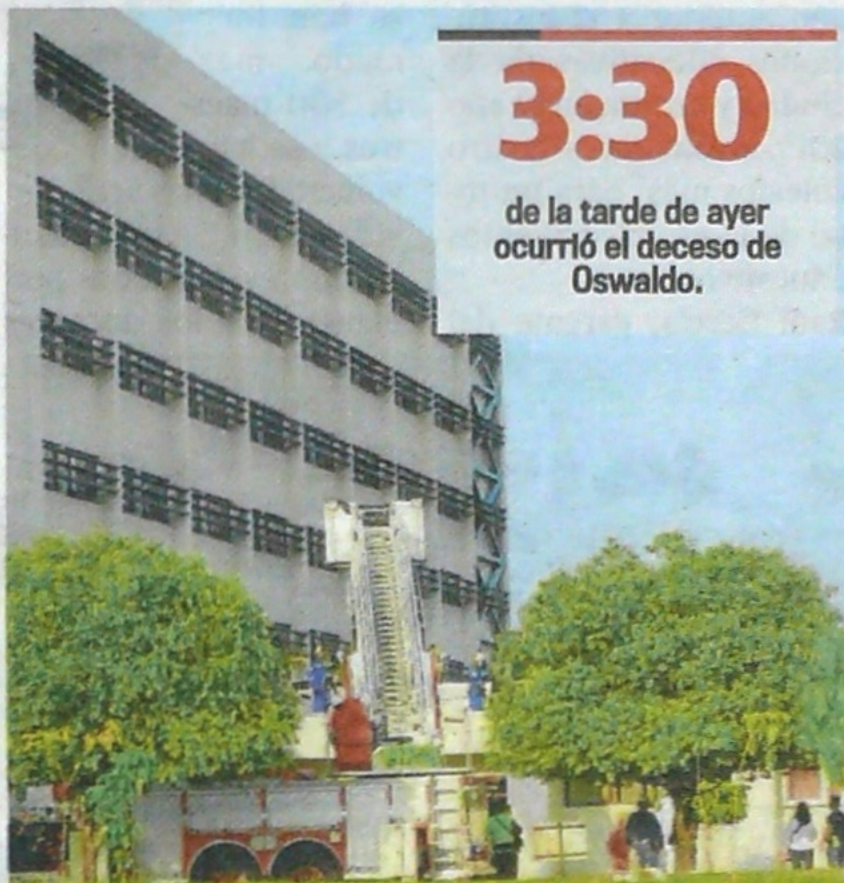 3:30
de la tarde de ayer
ocurrió el deceso de
Oswaldo.